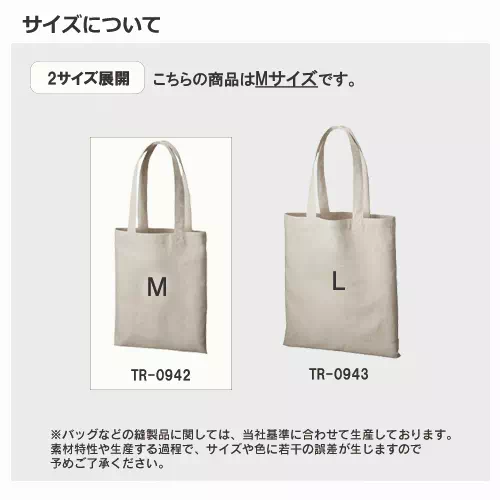 サイズについて
2サイズ展開 こちらの商品はMサイズです。
M
L
TR-0942
TR-0943
※バッグなどの縫製品に関しては、当社基準に合わせて生産しております。
素材特性や生産する過程で、サイズや色に若干の誤差が生じますので
予めご了承ください。